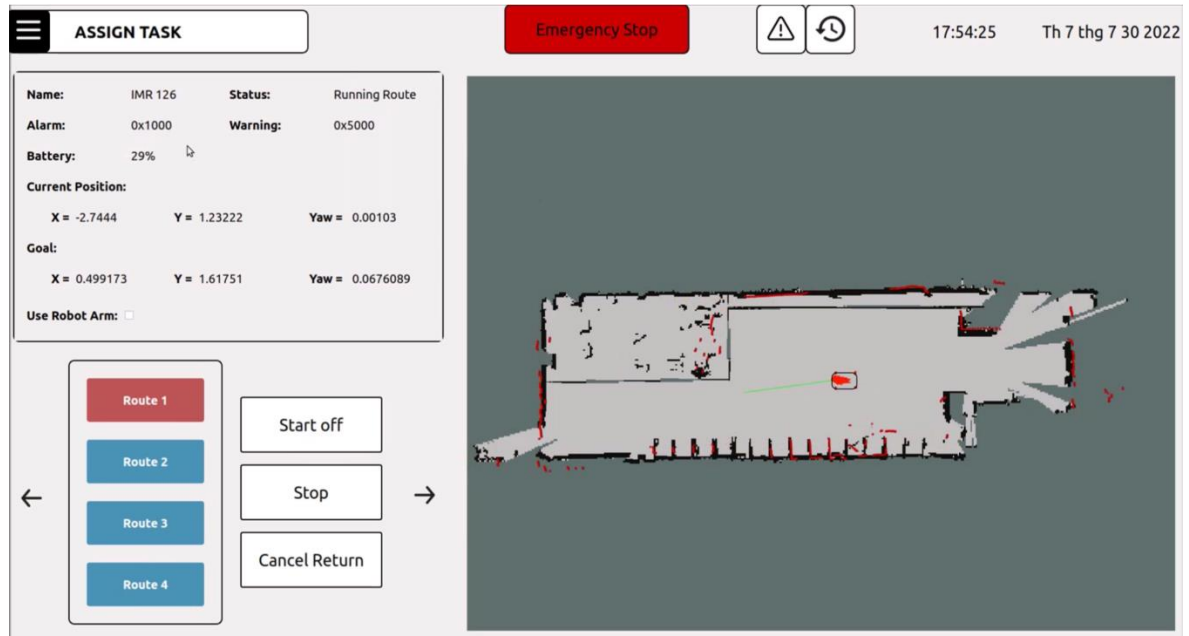 ASSIGN TASK
Emergency Stop
17:54:25 Th 7 thg 7 30 2022
Name: IMR 126 Status: Running Route
Alarm: 0x1000 Warning: 0x5000
Battery: 29%
Current Position:
X = -2.7444 Y = 1.23222 Yaw = 0.00103
Goal:
X = 0.499173 Y = 1.61751 Yaw = 0.0676089
Use Robot Arm:
Route 1
Route 2
Route 3
Route 4
Start off
Stop
Cancel Return